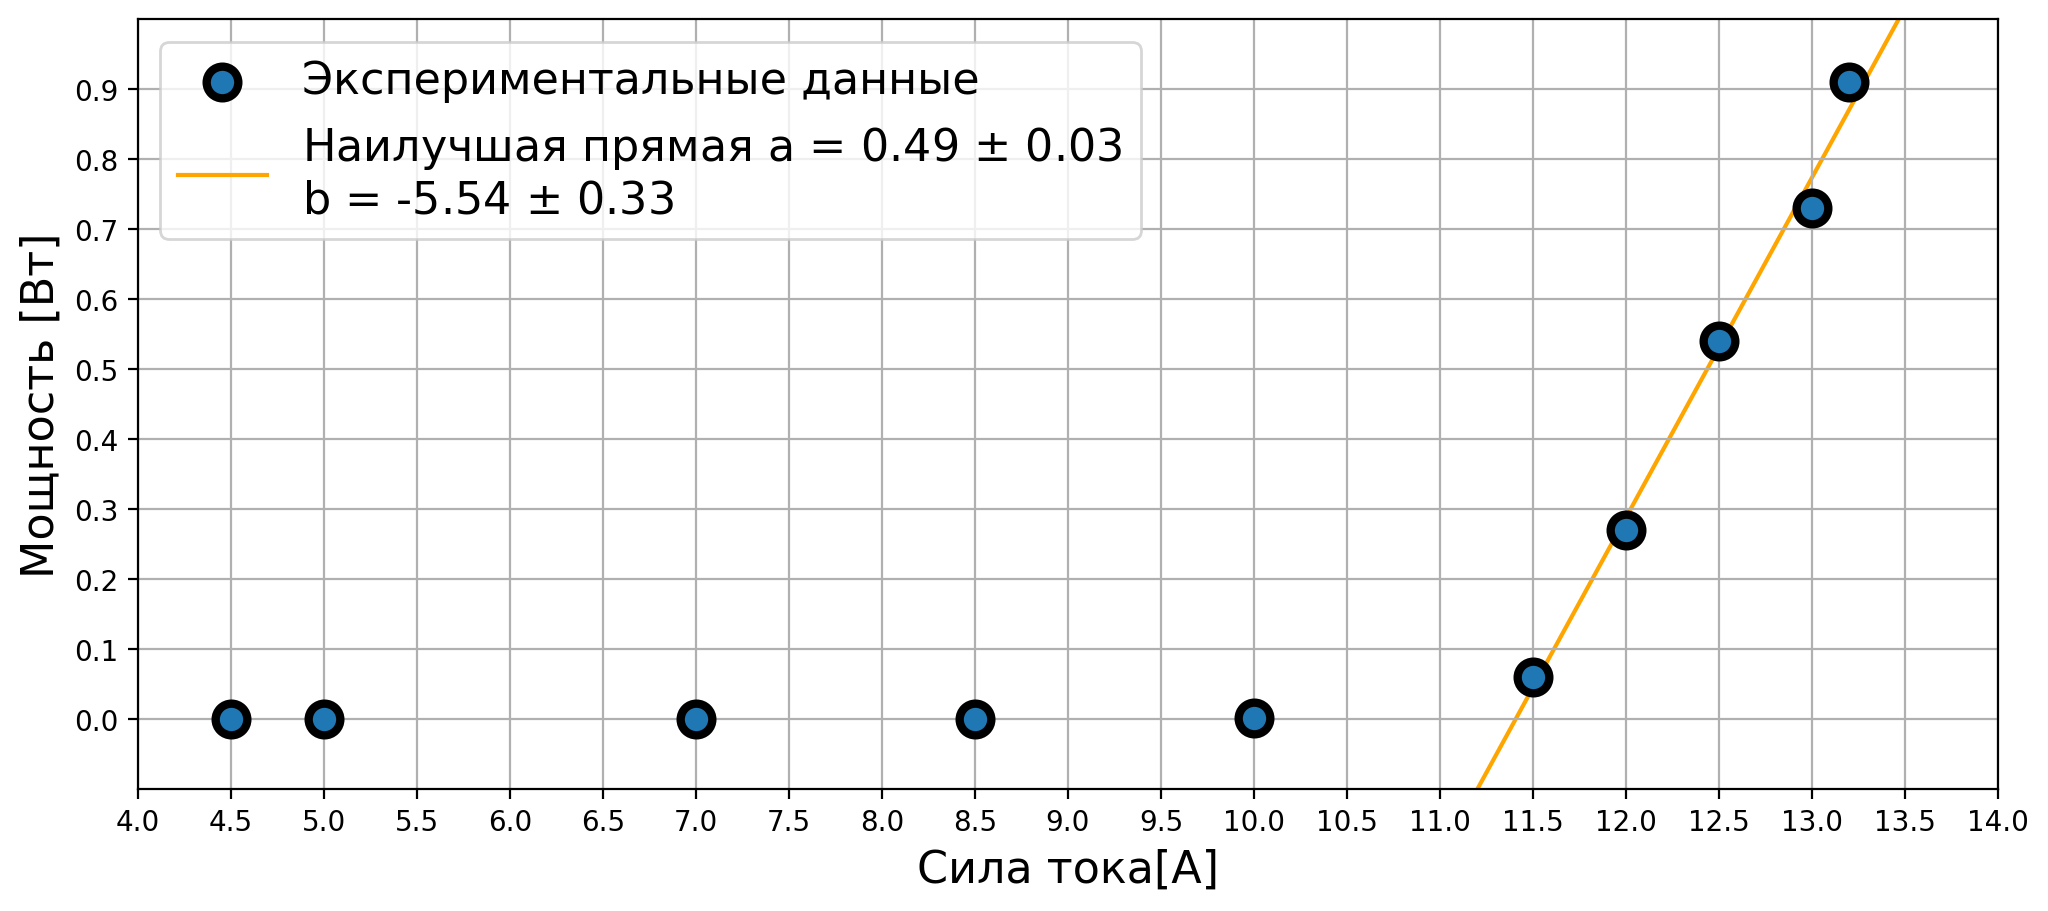 Экспериментальные данные
Наилучшая прямая a = 0.49 ± 0.03
b = -5.54 ± 0.33
Мощность [Вт]
0.9
0.8
0.7
0.6
0.5
0.4
0.3
0.2
0.1
0.0
4.0 4.5 5.0 5.5 6.0 6.5 7.0 7.5 8.0 8.5 9.0 9.5 10.0 10.5 11.0 11.5 12.0 12.5 13.0 13.5 14.0
Сила тока[А]